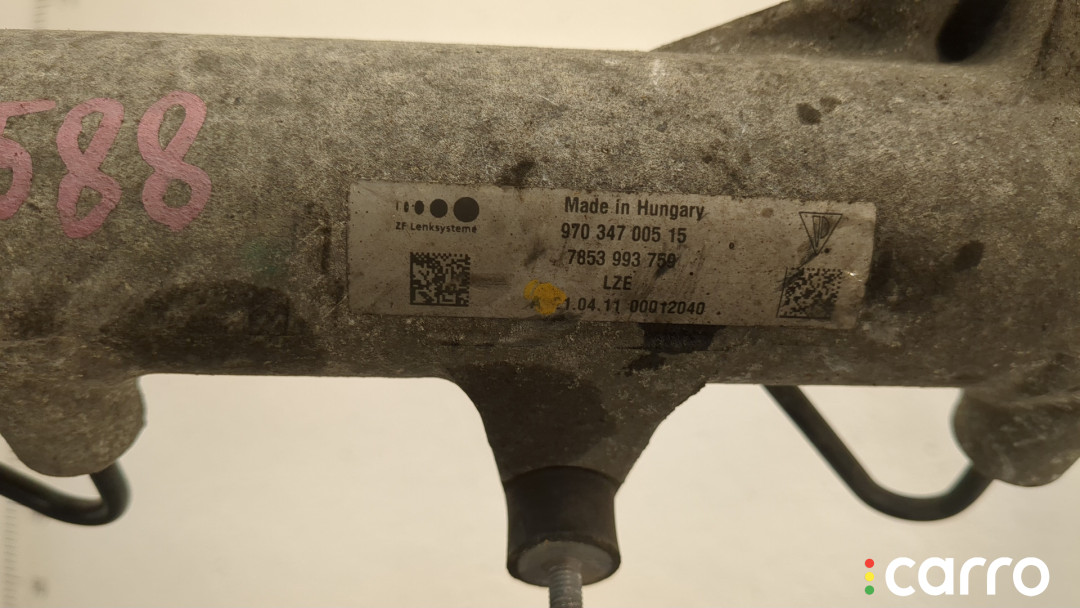 588
ZF Lenksysteme
Made in Hungary
970 347 005 15
7853 993 759
LZE
1.04.11 00012040
carro